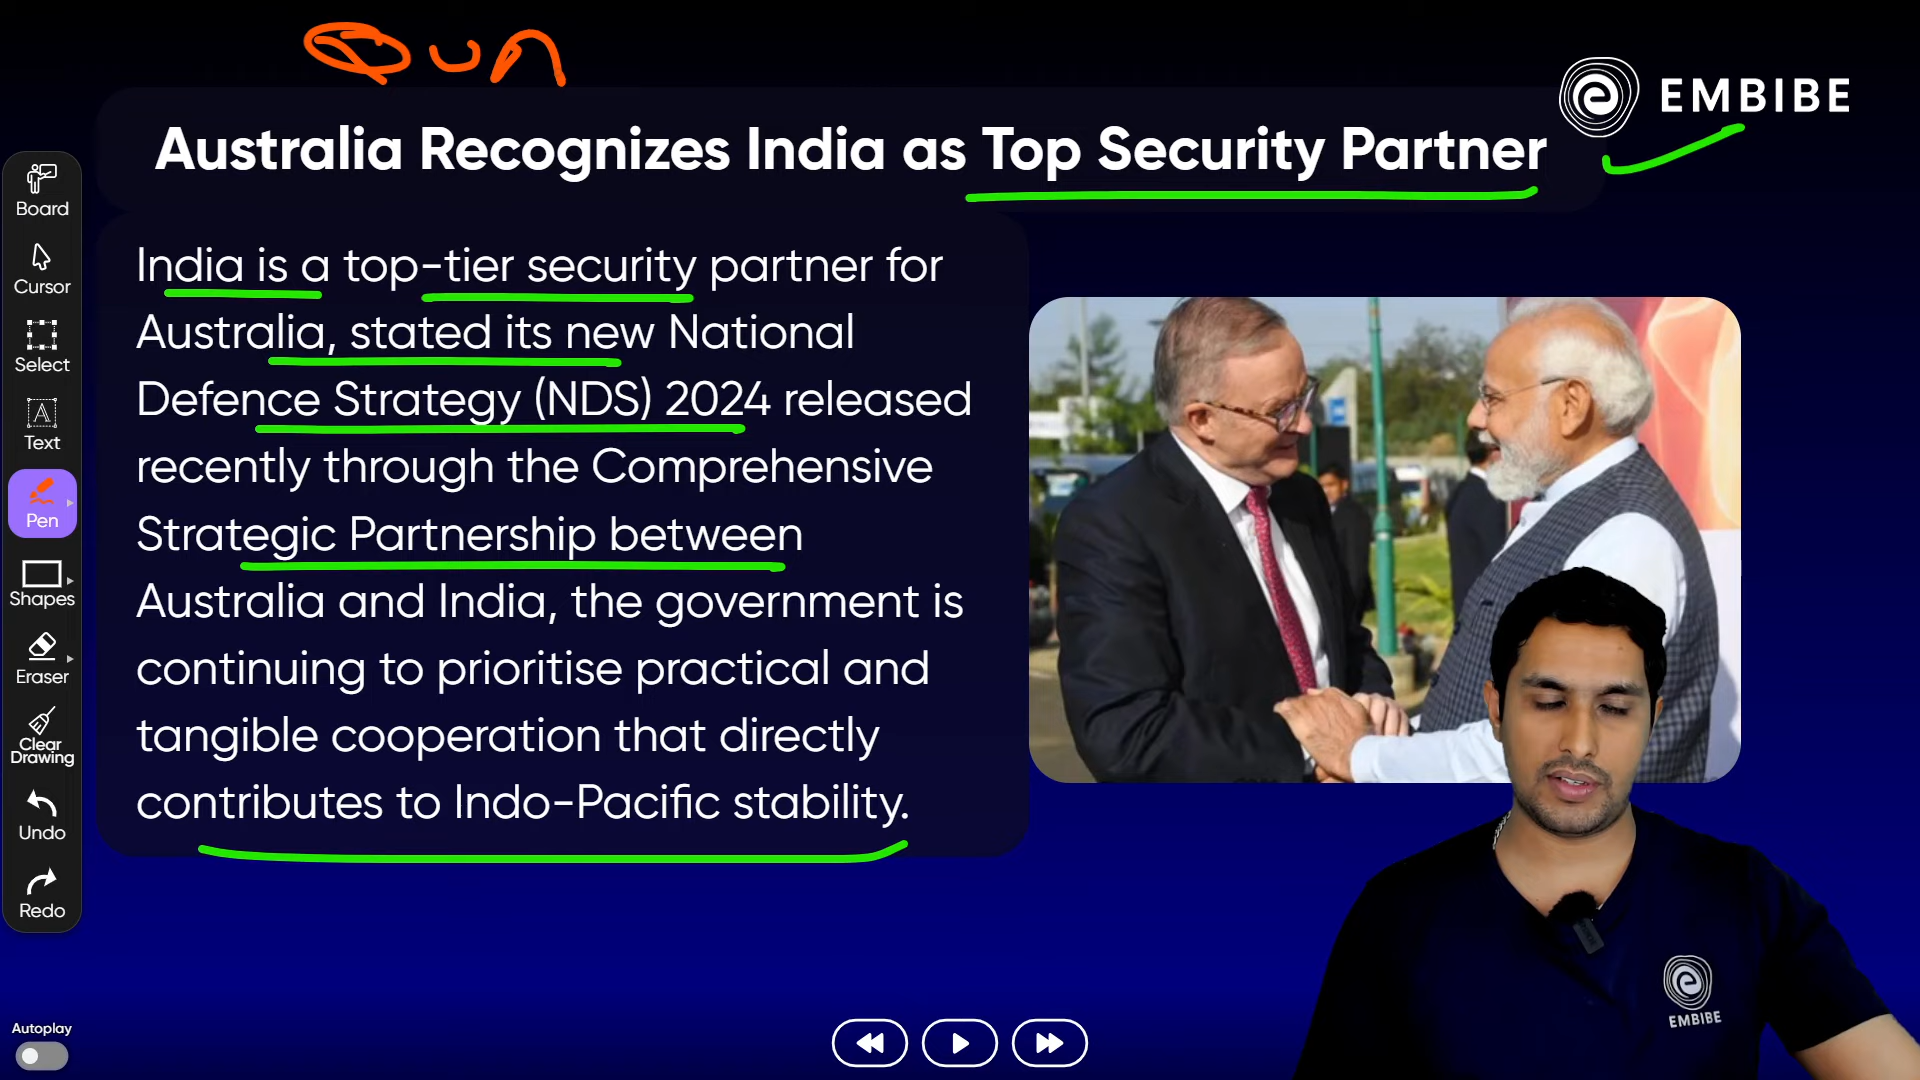 EMBIBE
Australia Recognizes India as Top Security Partner
India is a top-tier security partner for
Australia, stated its new National
Defence Strategy (NDS) 2024 released
recently through the Comprehensive
Strategic Partnership between
Australia and India, the government is
continuing to prioritise practical and
tangible cooperation that directly
contributes to Indo-Pacific stability.
Board
Cursor
Select
A
Text
Pen
Shapes
Eraser
Clear
Drawing
Undo
Redo
Autoplay
EMBIBE